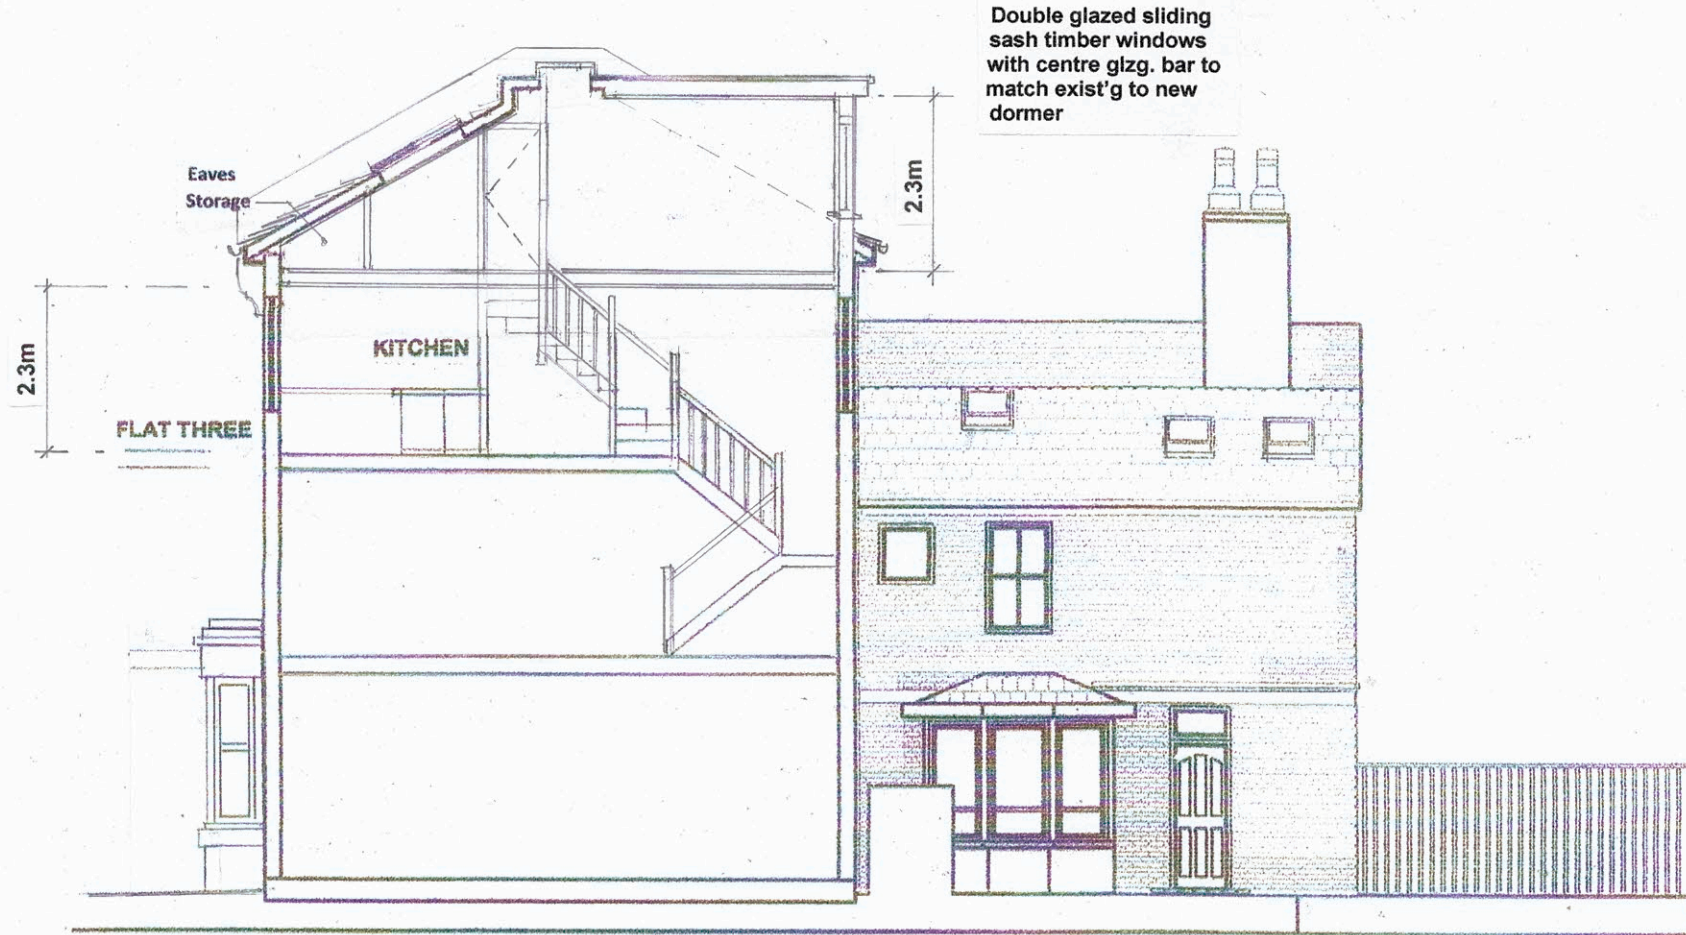 Double glazed sliding
sash timber windows
with centre glzg. bar to
match exist'g to new
dormer
Eaves
Storage
2.3m
2.3m
KITCHEN
FLAT THREE